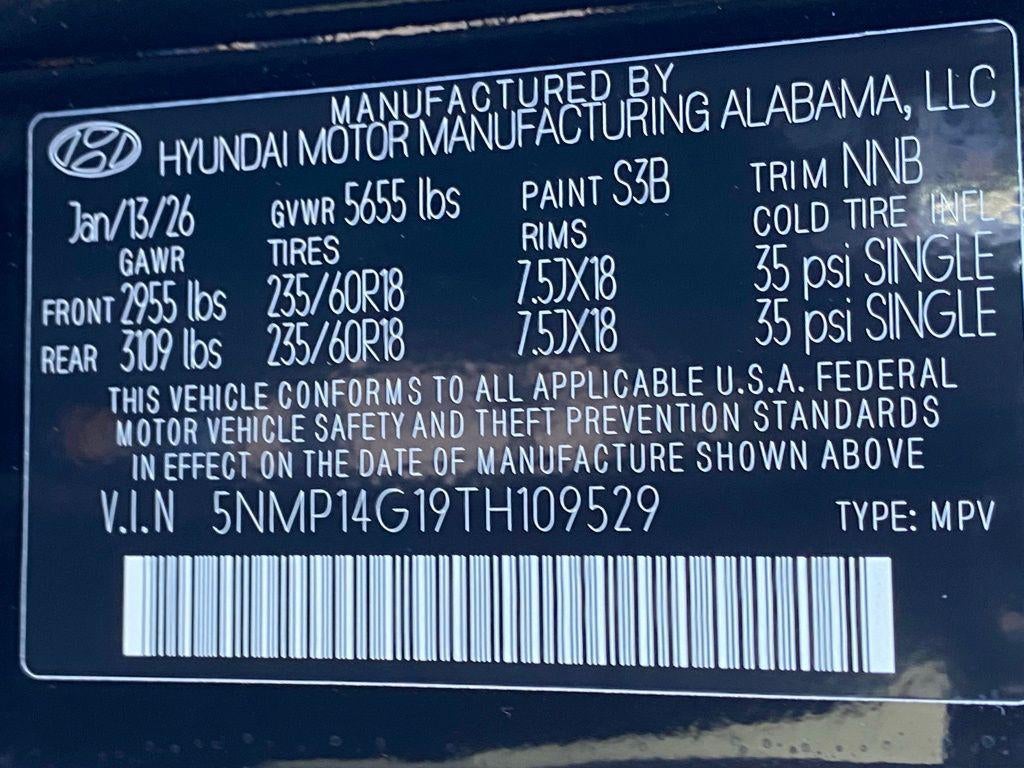 MANUFACTURED BY
HYUNDAI MOTOR MANUFACTURING ALABAMA, LLC
Jan/13/26 GVWR 5655 lbs PAINT S3B TRIM NNB
GAWR TIRES RIMS COLD TIRE INFL
FRONT 2955 lbs 235/60R18 7.5JX18 35 psi SINGLE
REAR 3109 lbs 235/60R18 7.5JX18 35 psi SINGLE
THIS VEHICLE CONFORMS TO ALL APPLICABLE U.S.A. FEDERAL
MOTOR VEHICLE SAFETY AND THEFT PREVENTION STANDARDS
IN EFFECT ON THE DATE OF MANUFACTURE SHOWN ABOVE
V.I.N 5NMP14G19TH109529 TYPE: MPV